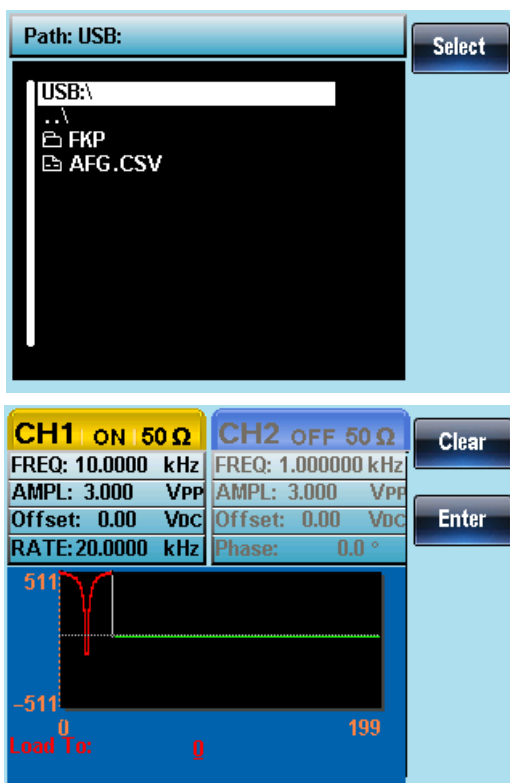 Path: USB:
Select
USB:\
..\
FKP
AFG.CSV
CH1 ON 50 Ω
CH2 OFF 50 Ω
Clear
FREQ: 10.0000 kHz
FREQ: 1.000000 kHz
AMPL: 3.000 VPP
AMPL: 3.000 VPP
Offset: 0.00 VDC
Offset: 0.00 VDC
Enter
RATE: 20.0000 kHz
Phase: 0.0 °
511
-511
0
199
Load To: 0